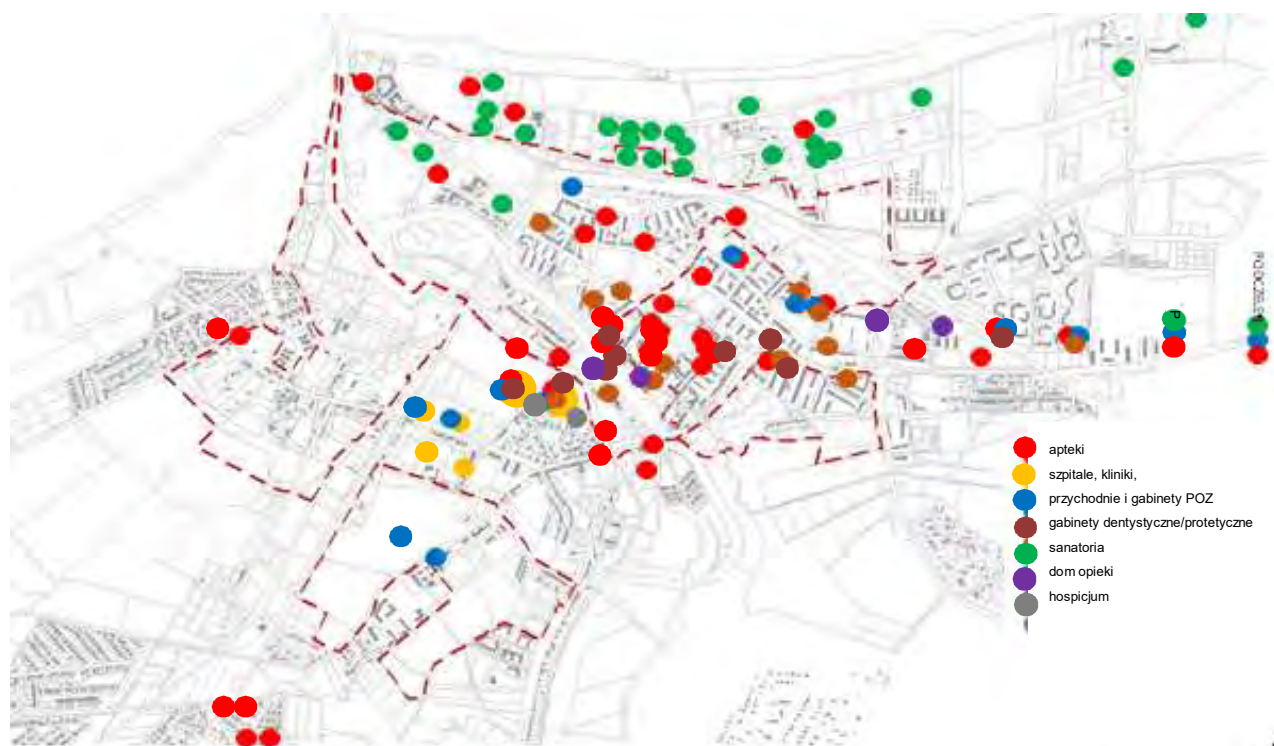 P
apteki
szpitale, kliniki,
przychodnie i gabinety POZ
gabinety dentystyczne/protetyczne
sanatoria
dom opieki
hospicjum